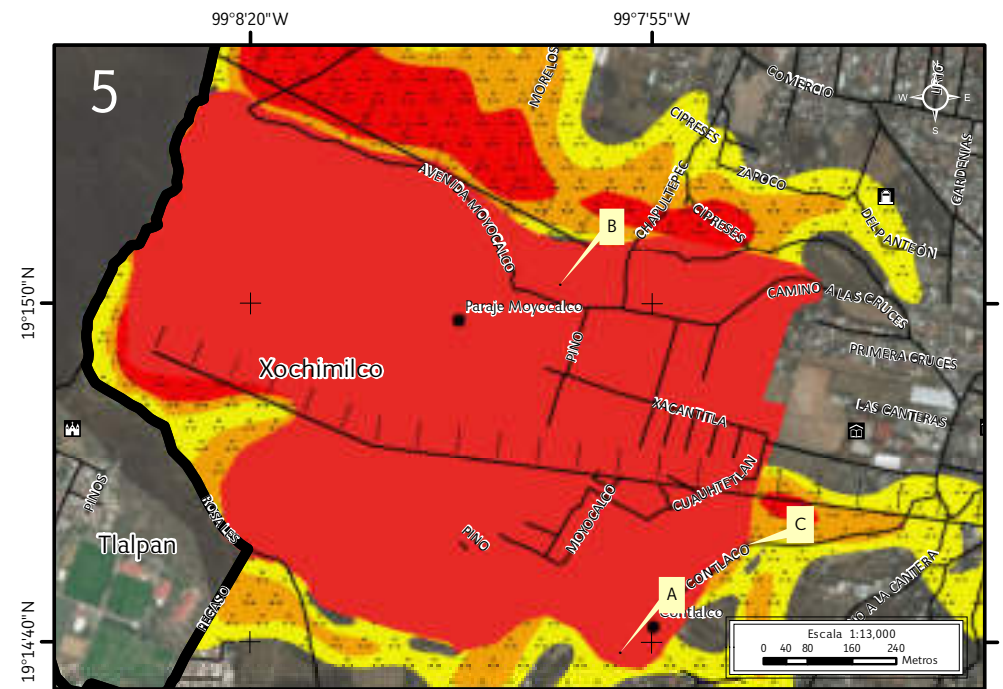 99°8'20"W
99°7'55"W
5
MORELOS
COMERCIO
W
E
S
CIPRESES
GARDENIAS
ZAPOCO
AVENIDA MOYOCALCO
CHAPULTEPEC
CIPRESES
DEL PANTEÓN
B
19°15'0"N
CAMINO A LAS CRUCES
Paraje Moyocalco
PINO
PRIMERA CRUCES
Xochimilco
XACANTITLA
LAS CANTERAS
PINOS
CUAUHTETLAN
ROSALES
MOYOCALCO
C
Tlalpan
PINO
CONTLACO
A
PEGASO
19°14'40"N
A LA CANTERA
Escala 1:13,000
0 40 80 160 240
Metros